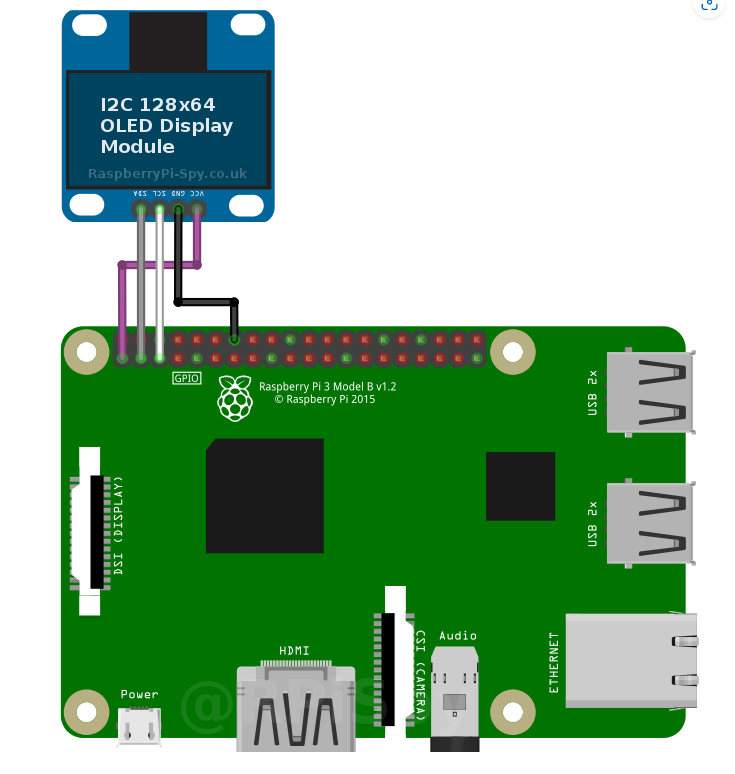 I2C 128x64
OLED Display
Module
RaspberryPi-Spy.co.uk
SDA SCL GND VCC
GPIO
Raspberry Pi 3 Model B v1.2
© Raspberry Pi 2015
USB 2x
DSI (DISPLAY)
USB 2x
HDMI
CSI (CAMERA)
Audio
ETHERNET
Power